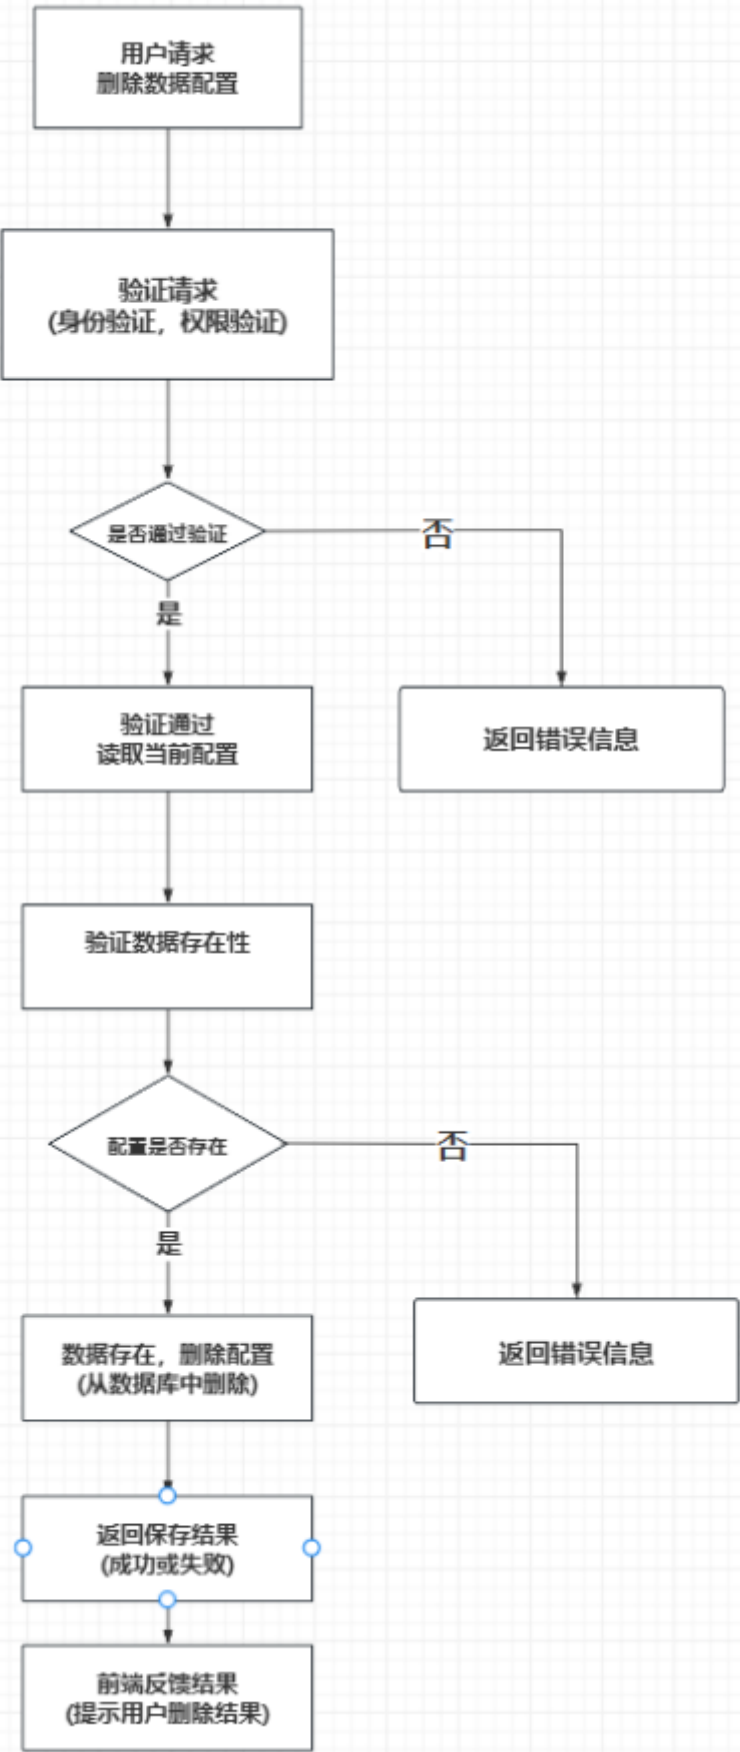 用户请求
删除数据配置
验证请求
(身份验证，权限验证)
是否通过验证
否
是
验证通过
读取当前配置
返回错误信息
验证数据存在性
配置是否存在
否
是
数据存在，删除配置
(从数据库中删除)
返回错误信息
返回保存结果
(成功或失败)
前端反馈结果
(提示用户删除结果)